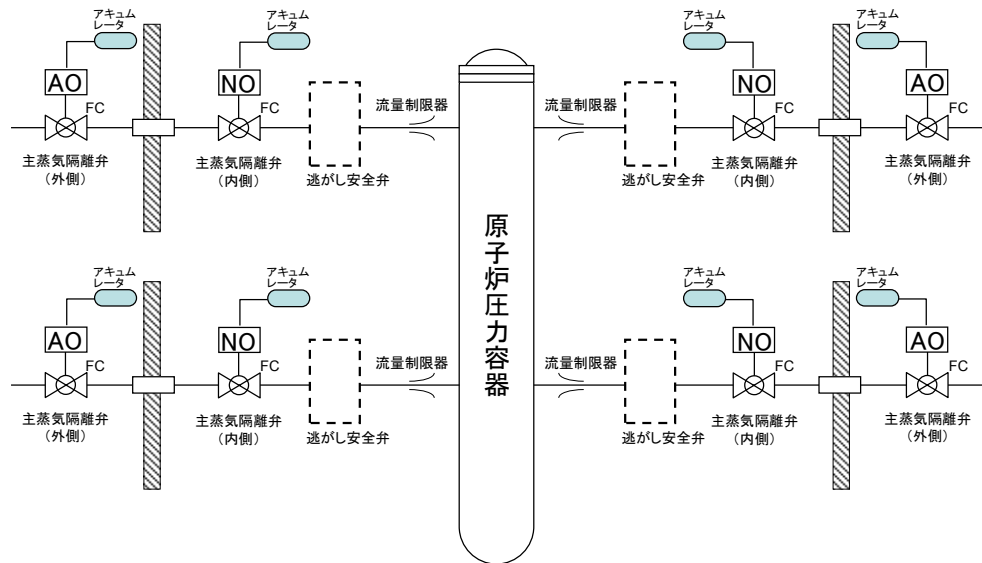 アキュム
レータ
アキュム
レータ
アキュム
レータ
アキュム
レータ
AO
NO
NO
AO
FC
FC
FC
FC
流量制限器
流量制限器
主蒸気隔離弁
(外側)
主蒸気隔離弁
(内側)
逃がし安全弁
逃がし安全弁
主蒸気隔離弁
(内側)
主蒸気隔離弁
(外側)
原子炉圧力容器
アキュム
レータ
アキュム
レータ
アキュム
レータ
アキュム
レータ
AO
NO
NO
AO
FC
FC
FC
FC
流量制限器
流量制限器
主蒸気隔離弁
(外側)
主蒸気隔離弁
(内側)
逃がし安全弁
逃がし安全弁
主蒸気隔離弁
(内側)
主蒸気隔離弁
(外側)